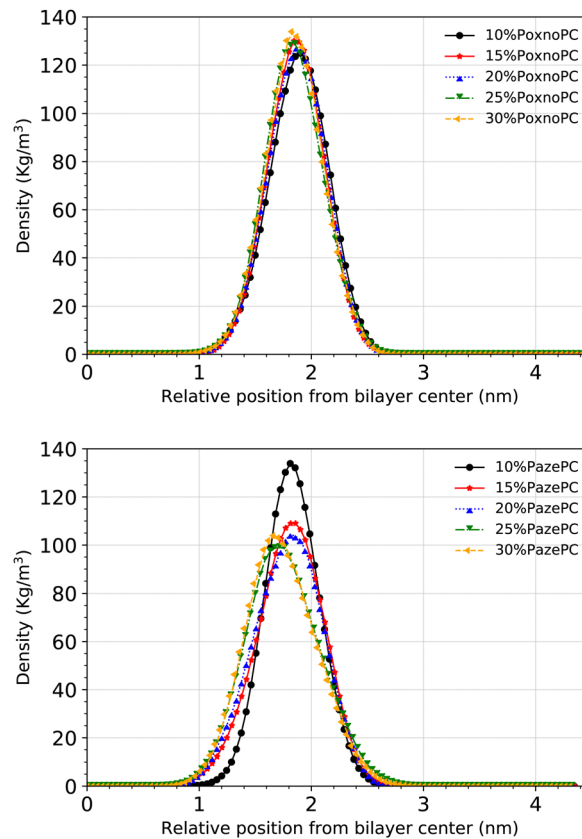 140
120
100
80
60
40
20
0
Density (Kg/m³)
10%PoxnoPC
15%PoxnoPC
20%PoxnoPC
25%PoxnoPC
30%PoxnoPC
0 1 2 3 4
Relative position from bilayer center (nm)
140
120
100
80
60
40
20
0
Density (Kg/m³)
10%PazePC
15%PazePC
20%PazePC
25%PazePC
30%PazePC
0 1 2 3 4
Relative position from bilayer center (nm)